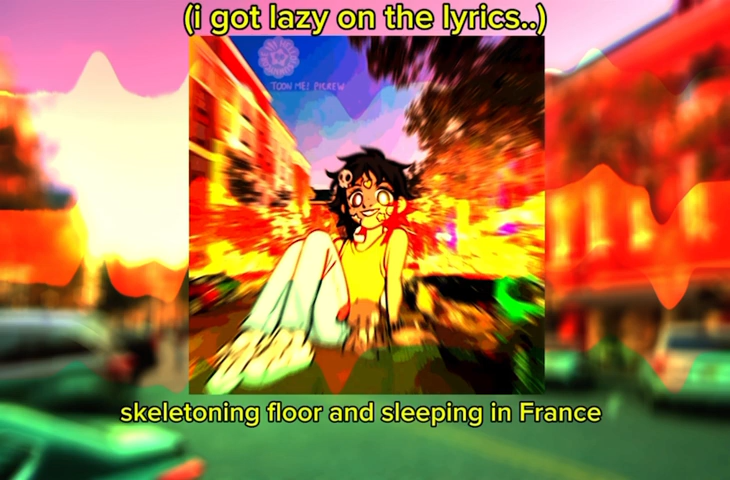 (i got lazy on the lyrics..)
TOON ME! PICREW
skeletoning floor and sleeping in France